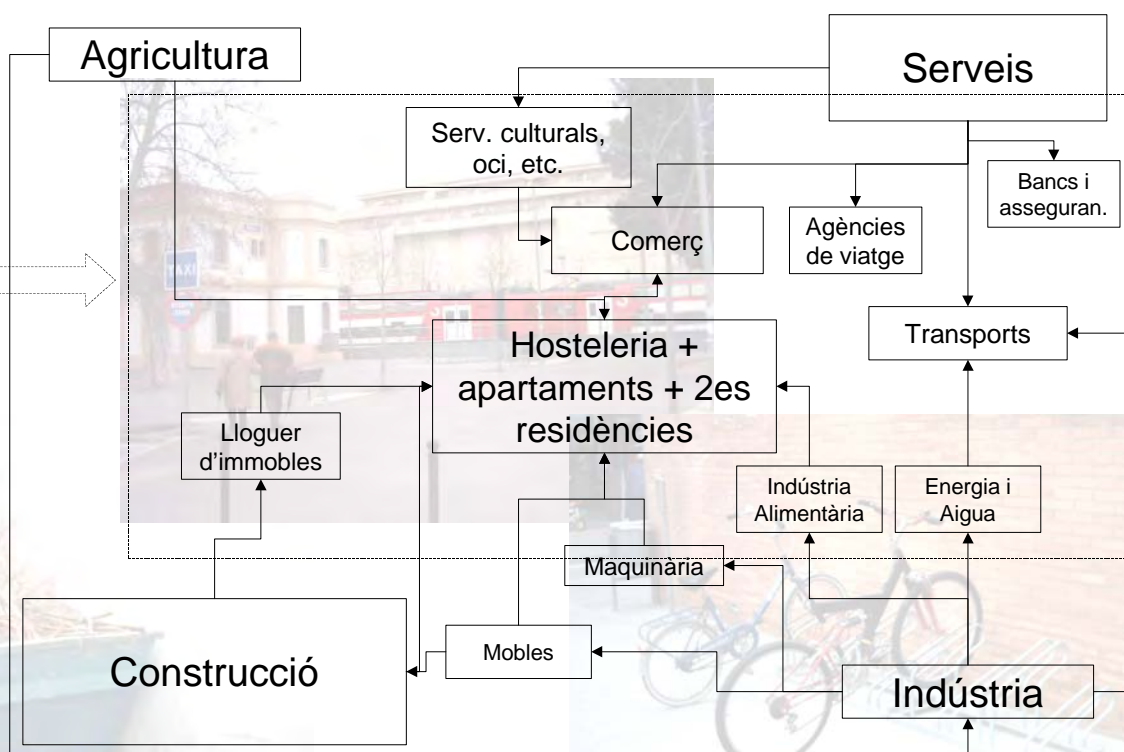 Agricultura
Serveis
Serv. culturals,
oci, etc.
Bancs i
asseguran.
Comerç
Agències
de viatge
TAXI
Transports
Hosteleria +
apartaments + 2es
residències
Lloguer
d'immobles
Indústria
Alimentària
Energia i
Aigua
Maquinària
Mobles
Construcció
Indústria